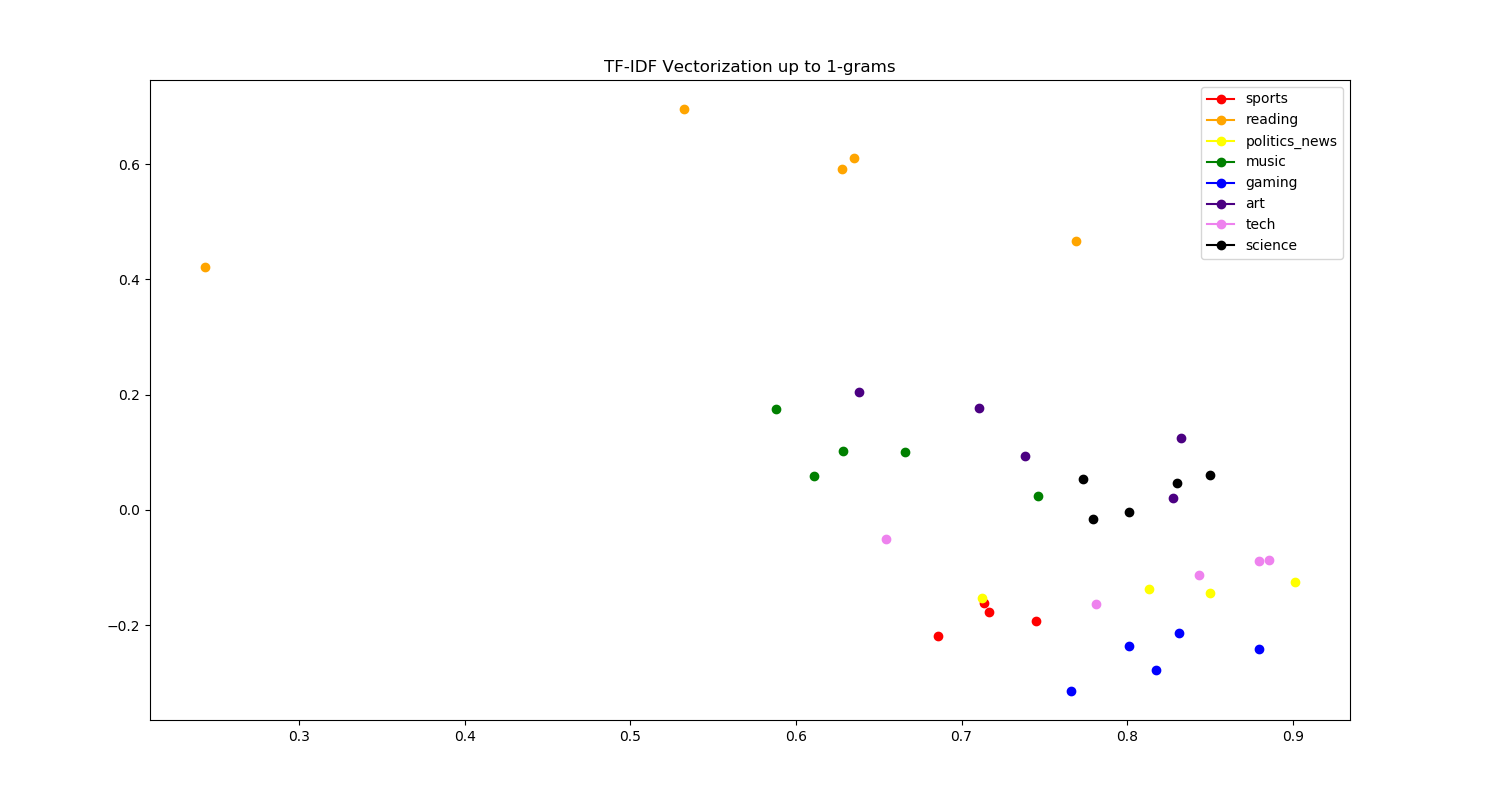 TF-IDF Vectorization up to 1-grams
sports
reading
politics_news
music
gaming
art
tech
science
0.6
0.4
0.2
0.0
−0.2
0.3 0.4 0.5 0.6 0.7 0.8 0.9